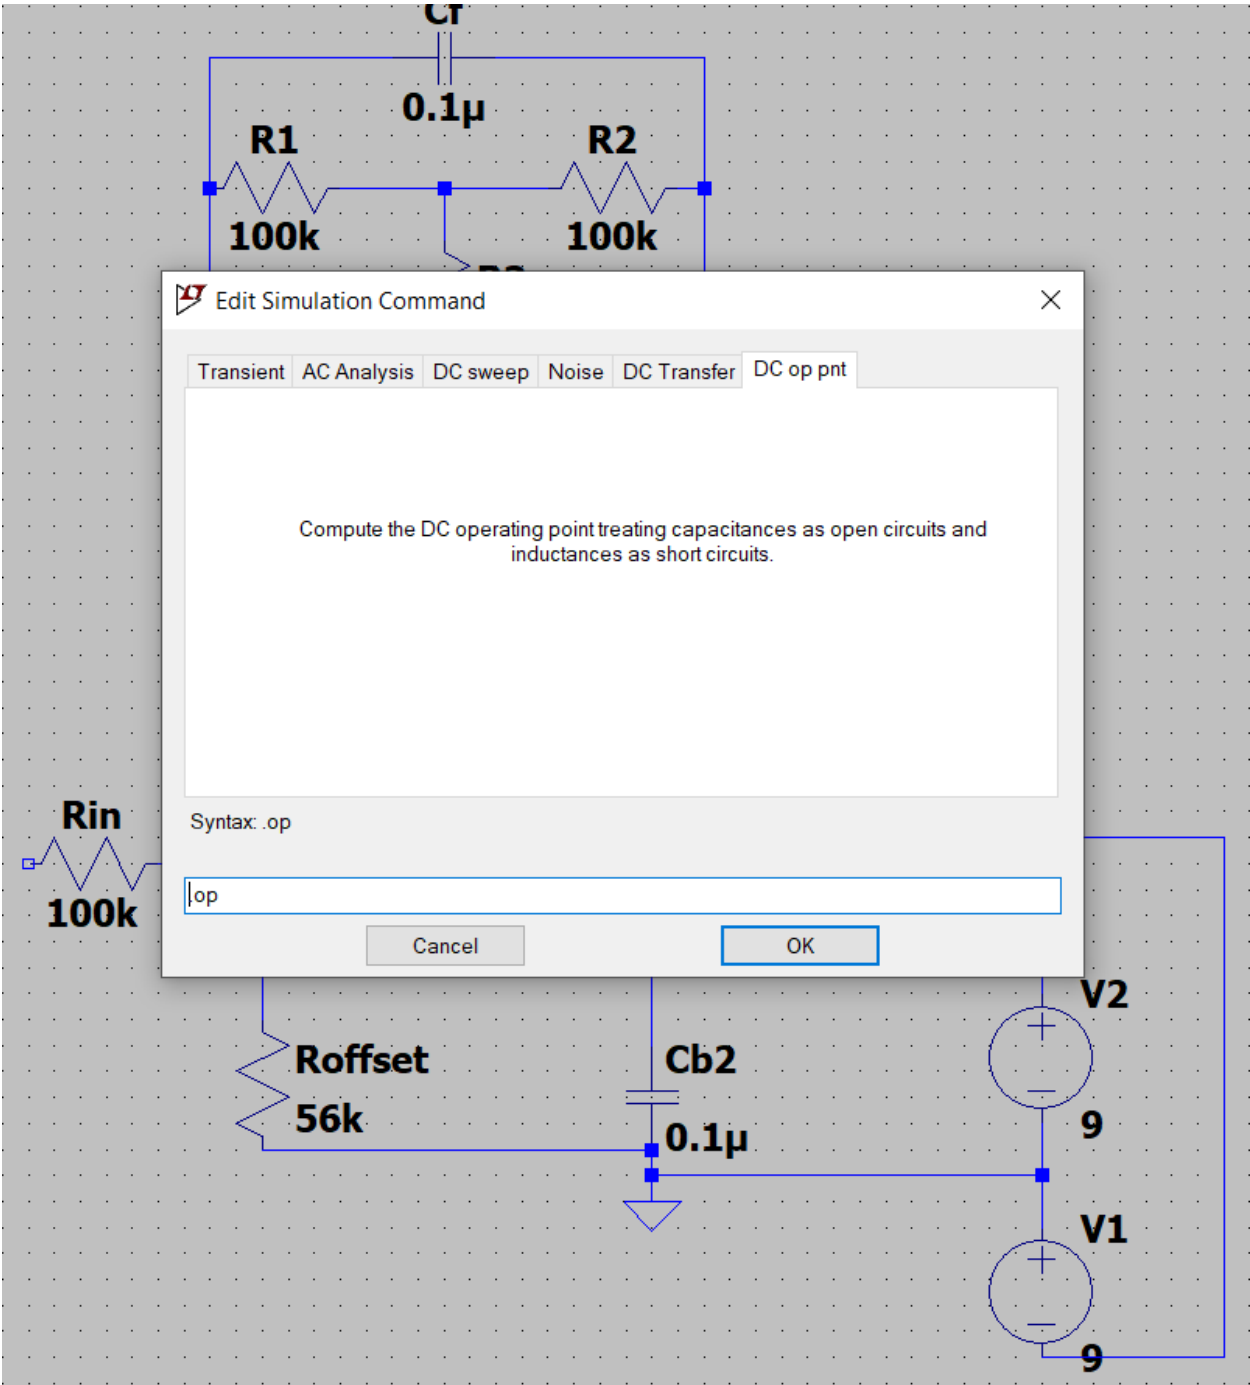 Cf
0.1µ
R1
R2
100k
100k
Edit Simulation Command
Transient
AC Analysis
DC sweep
Noise
DC Transfer
DC op pnt
Compute the DC operating point treating capacitances as open circuits and
inductances as short circuits.
Rin
Syntax: .op
100k
.op
Cancel
OK
V2
Roffset
Cb2
56k
9
0.1µ
V1
9